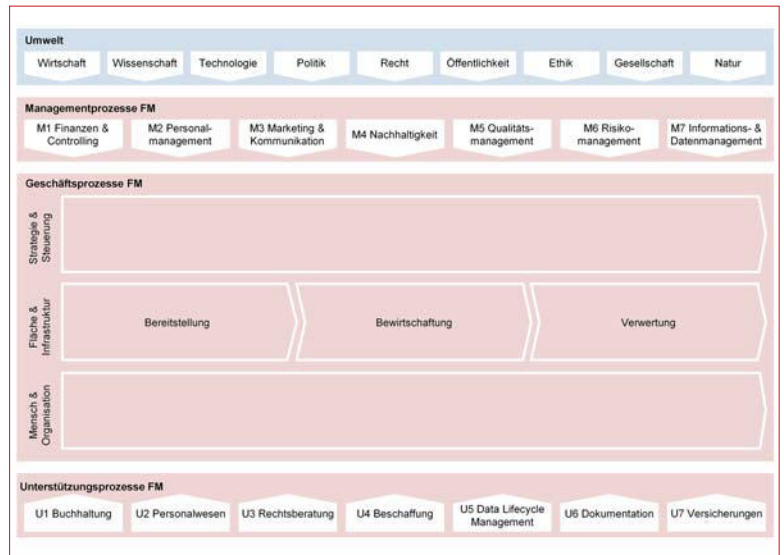 Umwelt
Wirtschaft Wissenschaft Technologie Politik Recht Öffentlichkeit Ethik Gesellschaft Natur
Managementprozesse FM
M1 Finanzen &
Controlling
M2 Personal-
management
M3 Marketing &
Kommunikation
M4 Nachhaltigkeit
M5 Qualitäts-
management
M6 Risiko-
management
M7 Informations- &
Datenmanagement
Geschäftsprozesse FM
Strategie &
Steuerung
Fläche &
Infrastruktur
Bereitstellung Bewirtschaftung Verwertung
Mensch &
Organisation
Unterstützungsprozesse FM
U1 Buchhaltung
U2 Personalwesen
U3 Rechtsberatung
U4 Beschaffung
U5 Data Lifecycle
Management
U6 Dokumentation
U7 Versicherungen